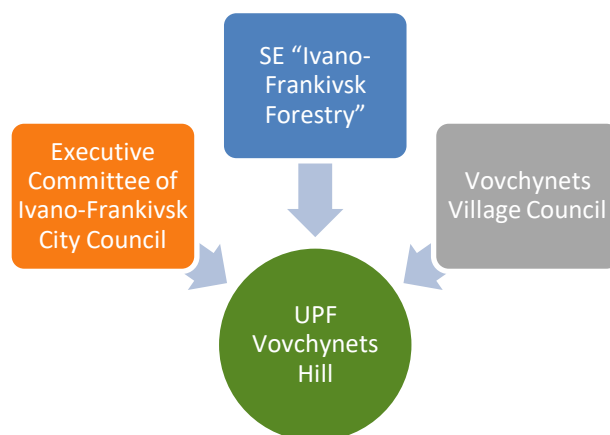 SE “Ivano-
Frankivsk
Forestry”
Executive
Committee of
Ivano-Frankivsk
City Council
Vovchynets
Village Council
UPF
Vovchynets
Hill